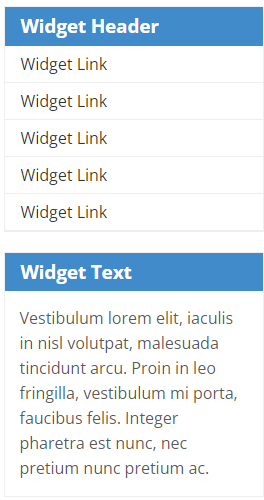 Widget Header
Widget Link
Widget Link
Widget Link
Widget Link
Widget Link
Widget Text
Vestibulum lorem elit, iaculis
in nisl volutpat, malesuada
tincidunt arcu. Proin in leo
fringilla, vestibulum mi porta,
faucibus felis. Integer
pharetra est nunc, nec
pretium nunc pretium ac.